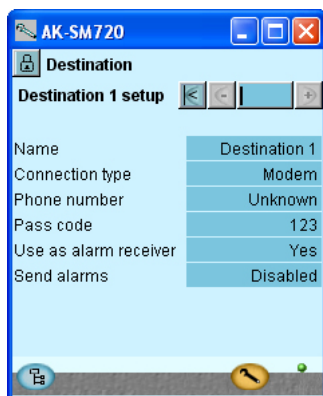 AK-SM720
Destination
Destination 1 setup
Name Destination 1
Connection type Modem
Phone number Unknown
Pass code 123
Use as alarm receiver Yes
Send alarms Disabled